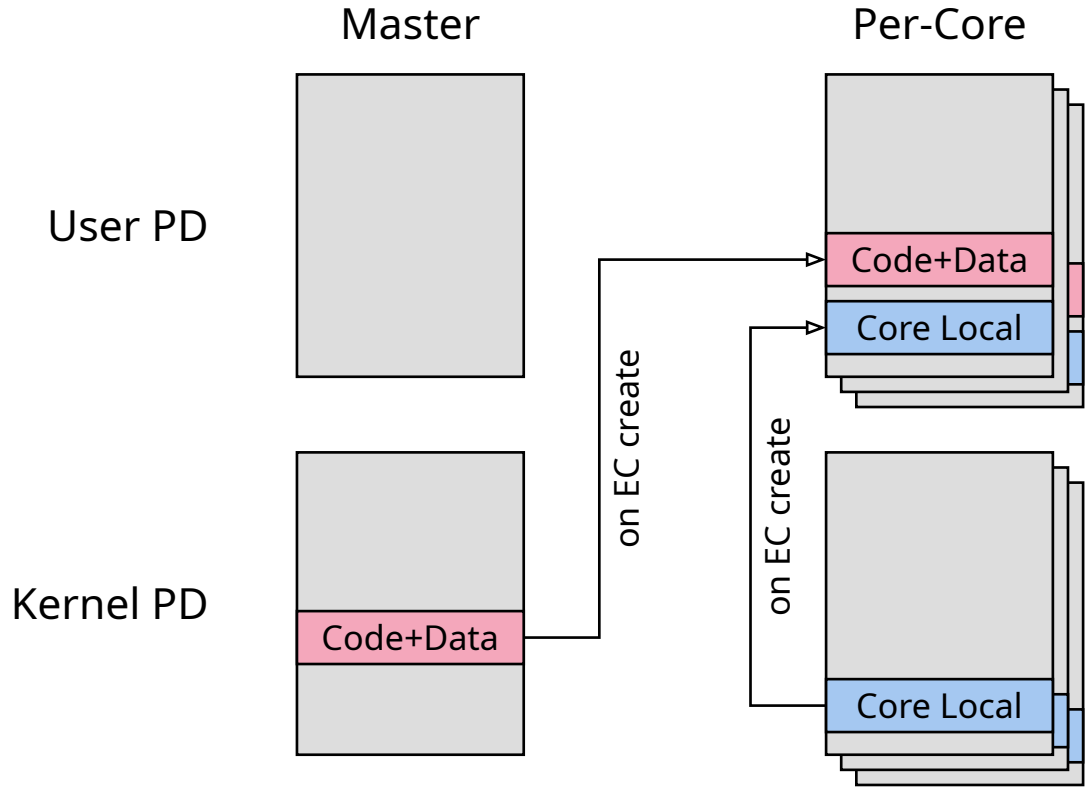 Master
Per-Core
User PD
Code+Data
Core Local
on EC create
on EC create
Kernel PD
Code+Data
Core Local